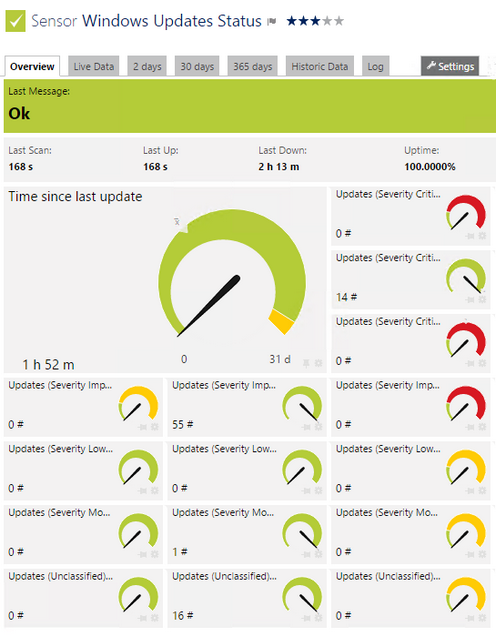 Sensor Windows Updates Status
Overview
Live Data
2 days
30 days
365 days
Historic Data
Log
Settings
Last Message:
Ok
Last Scan:
168 s
Last Up:
168 s
Last Down:
2 h 13 m
Uptime:
100.0000%
Time since last update
0
31 d
1 h 52 m
Updates (Severity Criti...
0 #
Updates (Severity Criti...
14 #
Updates (Severity Criti...
0 #
Updates (Severity Imp...
0 #
Updates (Severity Imp...
55 #
Updates (Severity Imp...
0 #
Updates (Severity Low...
0 #
Updates (Severity Low...
0 #
Updates (Severity Low...
0 #
Updates (Severity Mo...
0 #
Updates (Severity Mo...
1 #
Updates (Severity Mo...
0 #
Updates (Unclassified)...
0 #
Updates (Unclassified)...
16 #
Updates (Unclassified)...
0 #